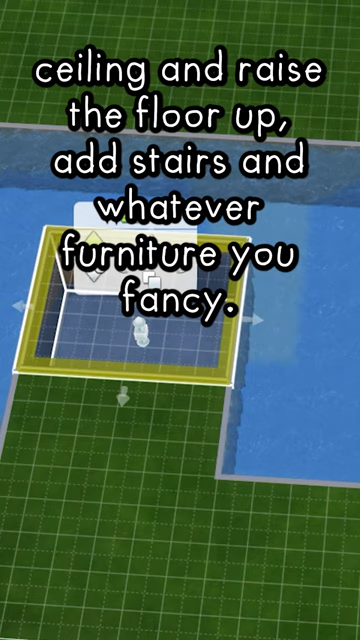 ceiling and raise
the floor up,
add stairs and
whatever
furniture you
fancy.